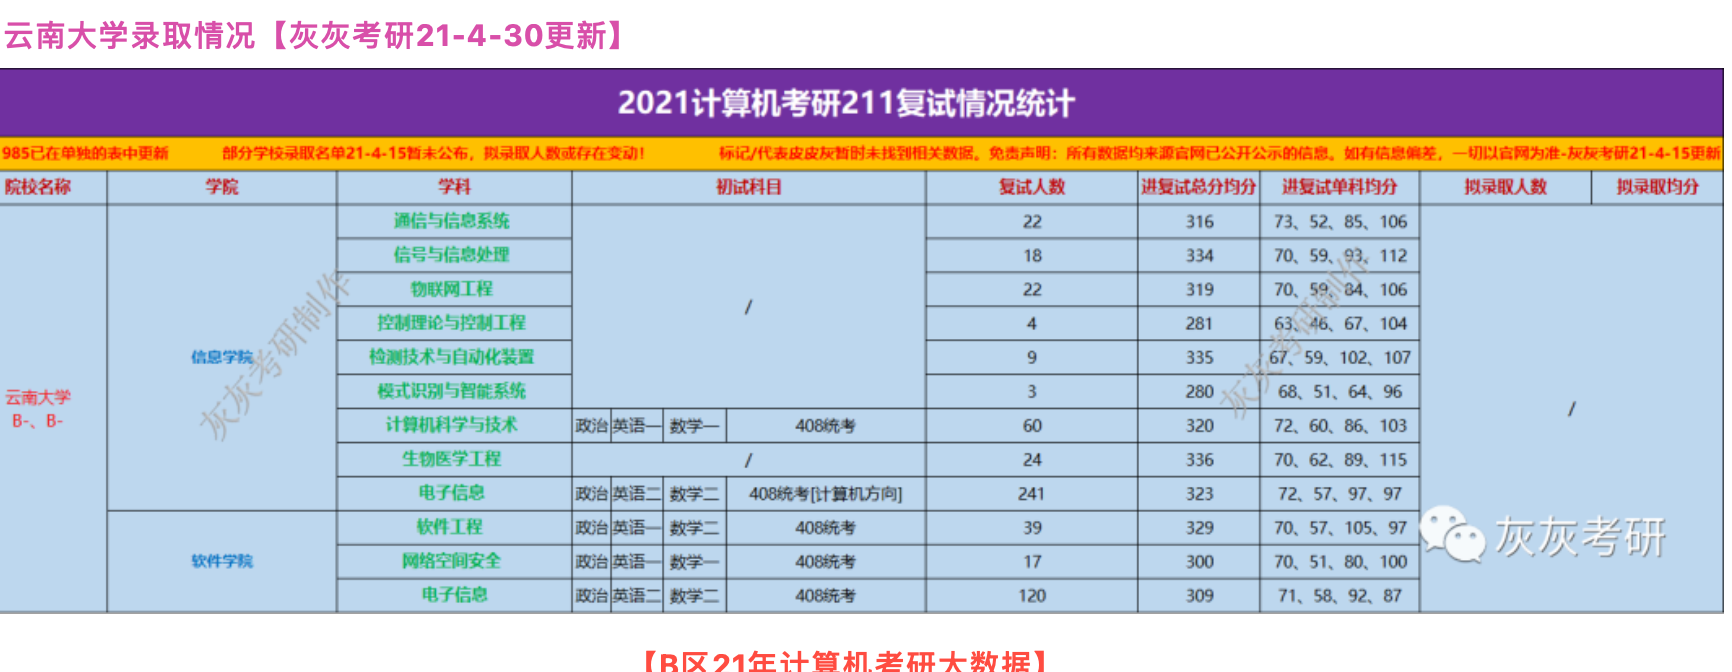 云南大学录取情况【灰灰考研21-4-30更新】
2021计算机考研211复试情况统计
985已在单独的表中更新 部分学校录取名单21-4-15暂未公布，拟录取人数或存在变动！ 标记/代表皮皮灰暂时未找到相关数据。免责声明：所有数据均来源官网已公开公示的信息。如有信息偏差，一切以官网为准-灰灰考研21-4-15更新
院校名称 学院 学科 初试科目 复试人数 进复试总分均分 进复试单科均分 拟录取人数 拟录取均分
通信与信息系统 22 316 73、52、85、106
信号与信息处理 18 334 70、59、93、112
物联网工程 22 319 70、59、84、106
/
控制理论与控制工程 4 281 63、46、67、104
信息学院 检测技术与自动化装置 9 335 67、59、102、107
模式识别与智能系统 3 280 68、51、64、96
云南大学
B-、B-
/
计算机科学与技术 政治 英语一 数学一 408统考 60 320 72、60、86、103
生物医学工程 / 24 336 70、62、89、115
电子信息 政治 英语二 数学二 408统考[计算机方向] 241 323 72、57、97、97
软件工程 政治 英语一 数学二 408统考 39 329 70、57、105、97
软件学院 网络空间安全 政治 英语一 数学一 408统考 17 300 70、51、80、100
电子信息 政治 英语二 数学二 408统考 120 309 71、58、92、87
灰灰考研制作
灰灰考研制作
灰灰考研
【B区21年计算机考研大数据】